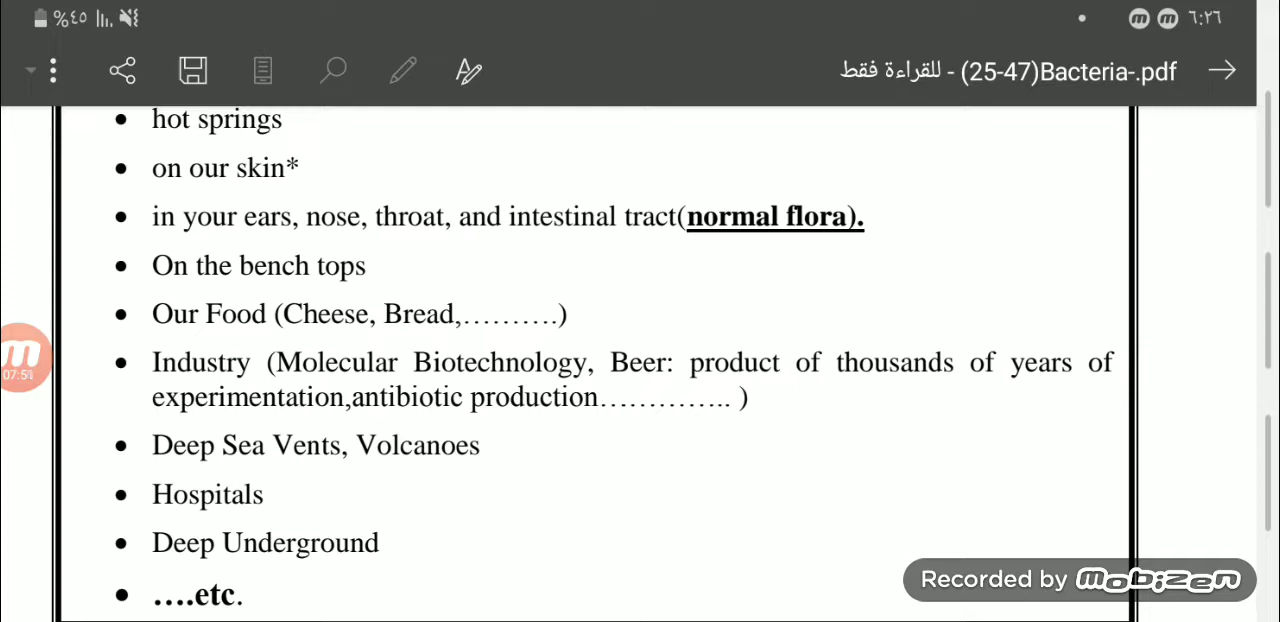 %٤٥ ٦:٢٦
(25-47)Bacteria-.pdf - للقراءة فقط
• hot springs
• on our skin*
• in your ears, nose, throat, and intestinal tract(normal flora).
• On the bench tops
• Our Food (Cheese, Bread,……….)
• Industry (Molecular Biotechnology, Beer: product of thousands of years of
experimentation,antibiotic production………….. )
• Deep Sea Vents, Volcanoes
07:51
• Hospitals
• Deep Underground
• ….etc.
Recorded by mobizen